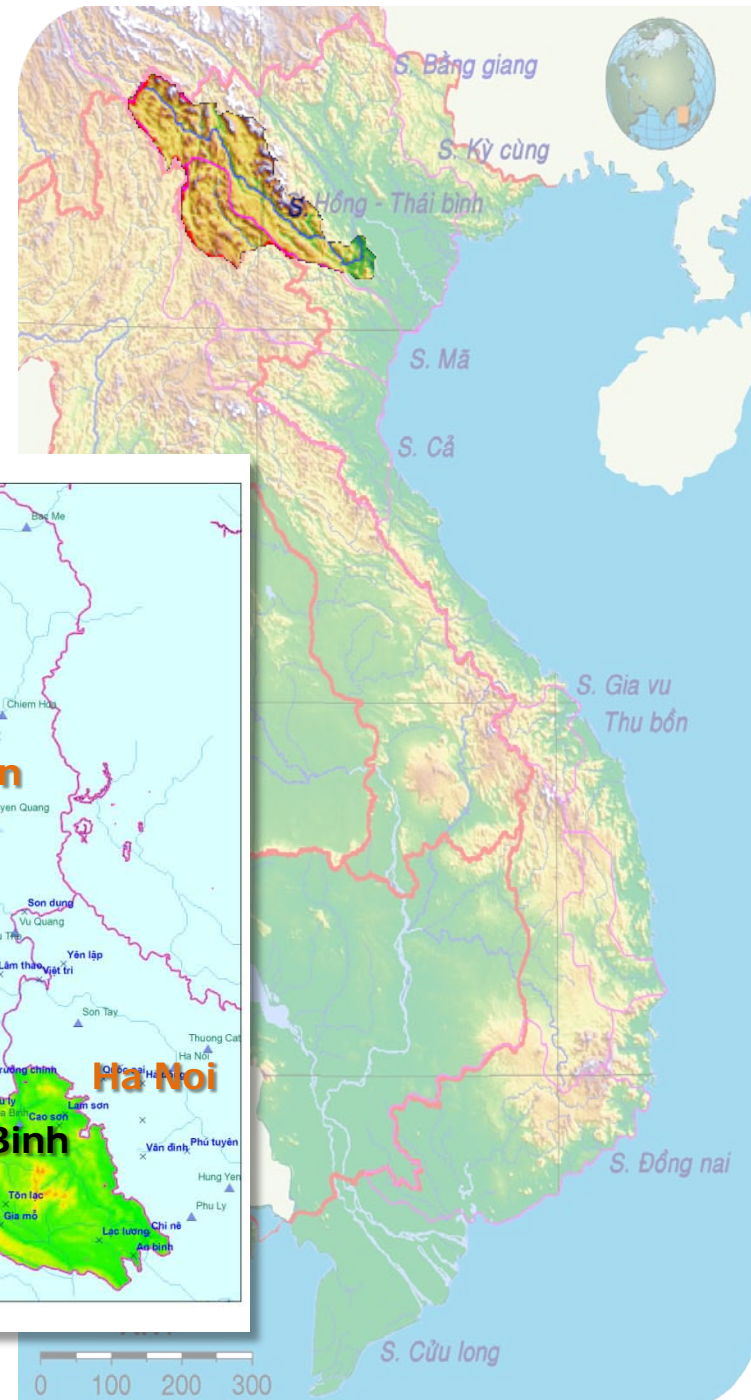 S. Bằng giang
S. Kỳ cùng
S
Hồng - Thái bình
S. Mã
S. Cả
Bac Me
S. Gia vu
Thu bồn
Son dung
Vu Quang
Yên lập
Lâm thao
Việt trì
Son Tay
Thuong Cat
Ha Noi
Ha Noi
Lam sơn
Cao sơn
Binh
Văn đình
Phú tuyên
S. Đồng nai
Tôn lạc
Hung Yen
Gia mô
Phu Ly
Lạc lương
Chi nê
An bình
S. Cửu long
0 100 200 300